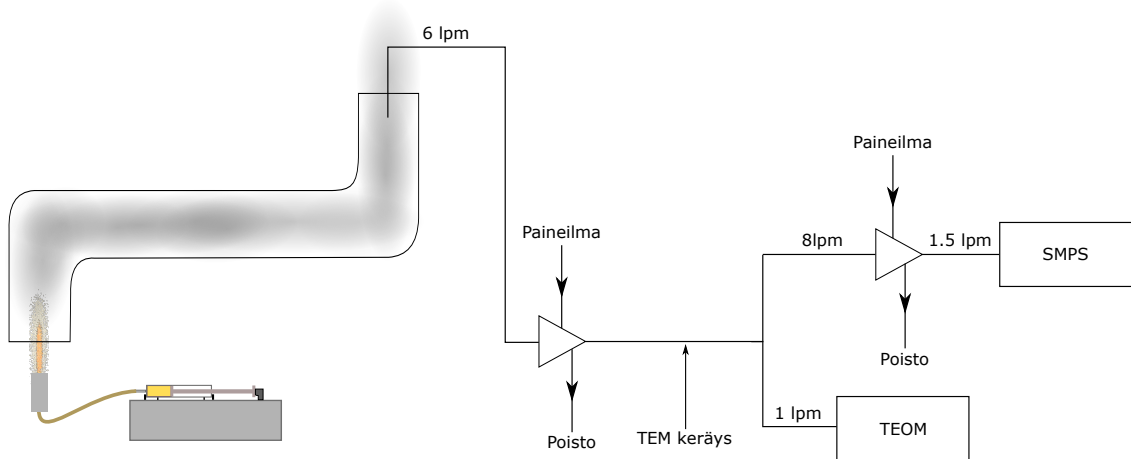 6 lpm
Paineilma
Paineilma
8lpm
1.5 lpm
SMPS
Poisto
Poisto
TEM keräys
1 lpm
TEOM